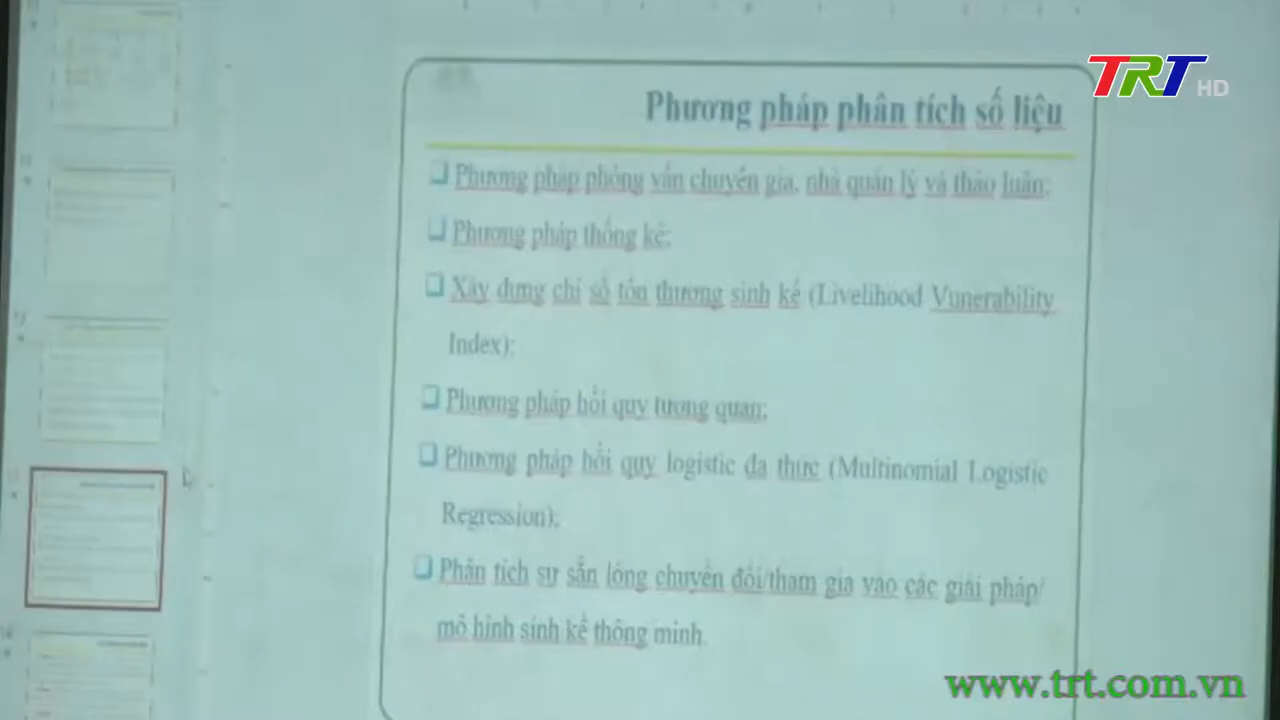 TRT HD
Phương pháp phân tích số liệu
❑ Phương pháp phỏng vấn chuyên gia, nhà quản lý và thảo luận;
❑ Phương pháp thống kê;
❑ Xây dựng chỉ số tổn thương sinh kế (Livelihood Vunerability
Index);
❑ Phương pháp hồi quy tương quan;
❑ Phương pháp hồi quy logistic đa thức (Multinomial Logistic
Regression);
❑ Phân tích sự sẵn lòng chuyển đổi/tham gia vào các giải pháp/
mô hình sinh kế thông minh
www.trt.com.vn